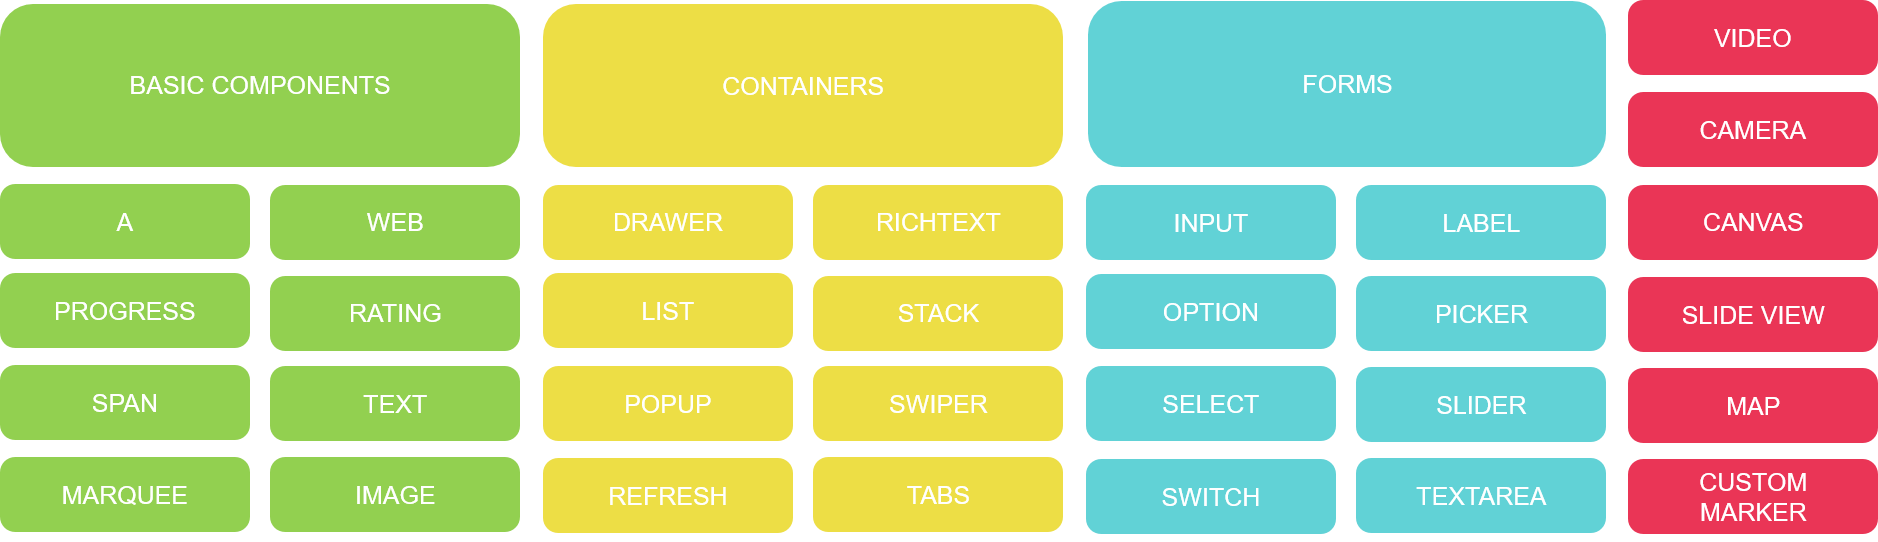 BASIC COMPONENTS
CONTAINERS
FORMS
VIDEO
CAMERA
A
WEB
DRAWER
RICHTEXT
INPUT
LABEL
CANVAS
PROGRESS
RATING
LIST
STACK
OPTION
PICKER
SLIDE VIEW
SPAN
TEXT
POPUP
SWIPER
SELECT
SLIDER
MAP
MARQUEE
IMAGE
REFRESH
TABS
SWITCH
TEXTAREA
CUSTOM
MARKER